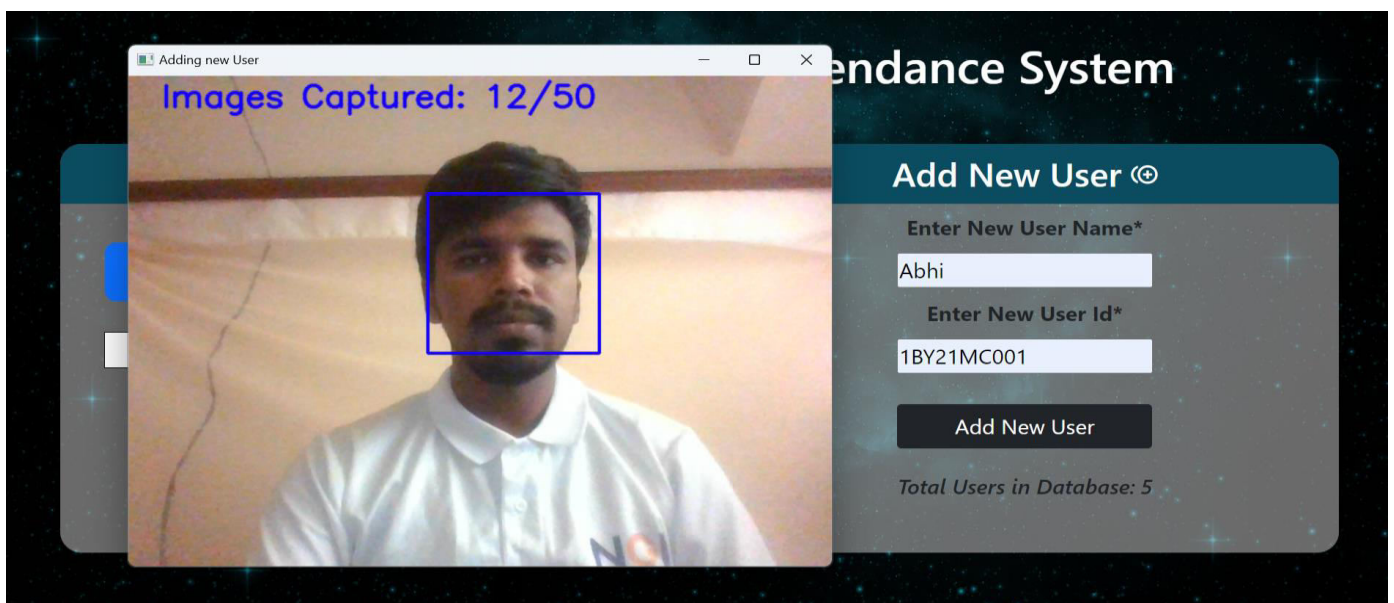 Adding new User
Images Captured: 12/50
endance System
Add New User
Enter New User Name*
Abhi
Enter New User Id*
1BY21MC001
Add New User
Total Users in Database: 5